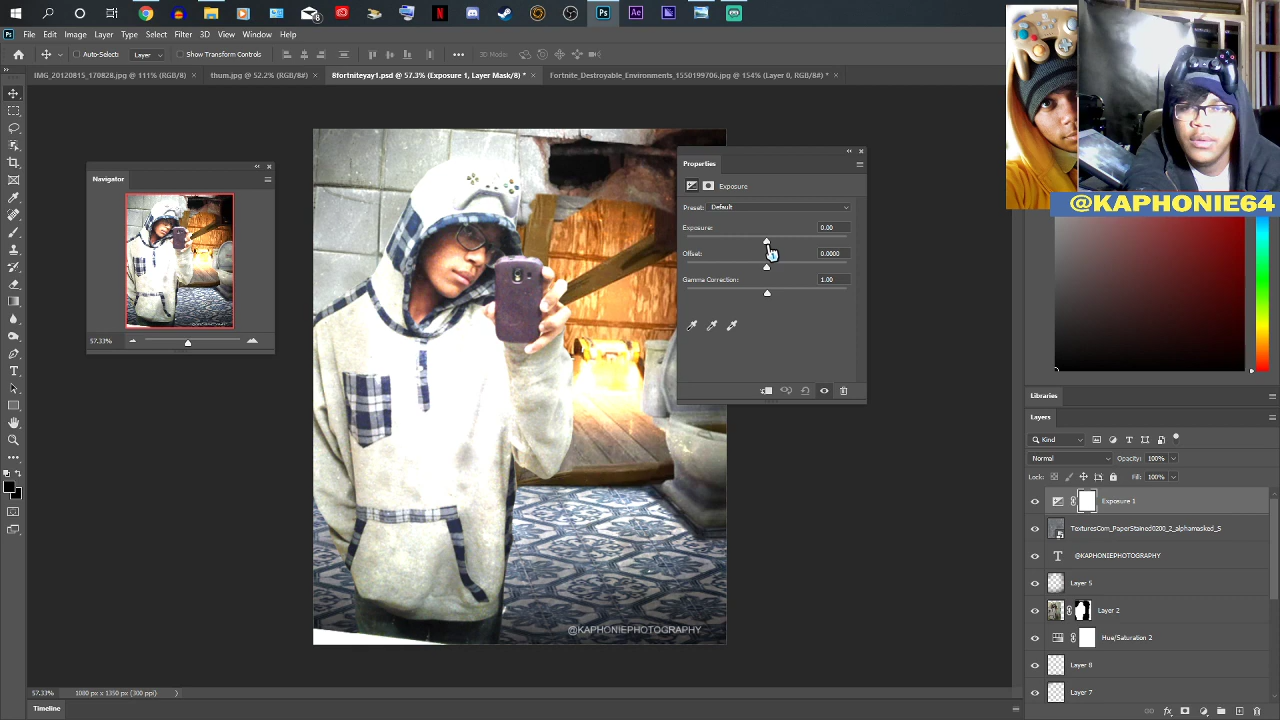 8
File Edit Image Layer Type Select Filter 3D View Window Help
Auto-Select: Layer Show Transform Controls 3D Mode:
IMG_20120815_170828.jpg @ 111% (RGB/8) × thum.jpg @ 52.2% (RGB/8#) × 8fortniteyay1.psd @ 57.3% (Exposure 1, Layer Mask/8) * × Fortnite_Destroyable_Environments_1550199706.jpg @ 154% (Layer 0, RGB/8#) * ×
@KAPHONIE64
Navigator
57.33%
Properties
Exposure
Preset: Default
Exposure: 0.00
Offset: 0.0000
Gamma Correction: 1.00
@KAPHONIEPHOTOGRAPHY
Libraries
Layers
Kind
Normal Opacity: 100%
Lock: Fill: 100%
Exposure 1
TexturesCom_PaperStained0200_2_alphamasked_S
@KAPHONIEPHOTOGRAPHY
Layer 5
Layer 2
Hue/Saturation 2
Layer 8
Layer 7
57.33% 1080 px x 1350 px (300 ppi)
Timeline